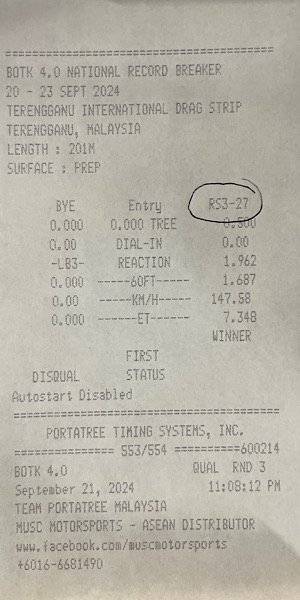 ================================
BOTK 4.0 NATIONAL RECORD BREAKER
20 - 23 SEPT 2024
TERENGGANU INTERNATIONAL DRAG STRIP
TERENGGANU, MALAYSIA
LENGTH : 201M
SURFACE : PREP
BYE Entry RS3-27
0.000 0.000 TREE 0.500
0.00 DIAL-IN 0.00
-LB3- REACTION 1.962
0.000 ------60FT------ 1.687
0.00 ------KM/H------ 147.58
0.000 -------ET------- 7.348
WINNER
FIRST
DISQUAL STATUS
Autostart Disabled
================================
PORTATREE TIMING SYSTEMS, INC.
=============== 553/554 ==========600214
BOTK 4.0 QUAL RND 3
September 21, 2024 11:08:12 PM
TEAM PORTATREE MALAYSIA
MUSC MOTORSPORTS - ASEAN DISTRIBUTOR
www.facebook.com/muscmotorsports
+6016-6681490